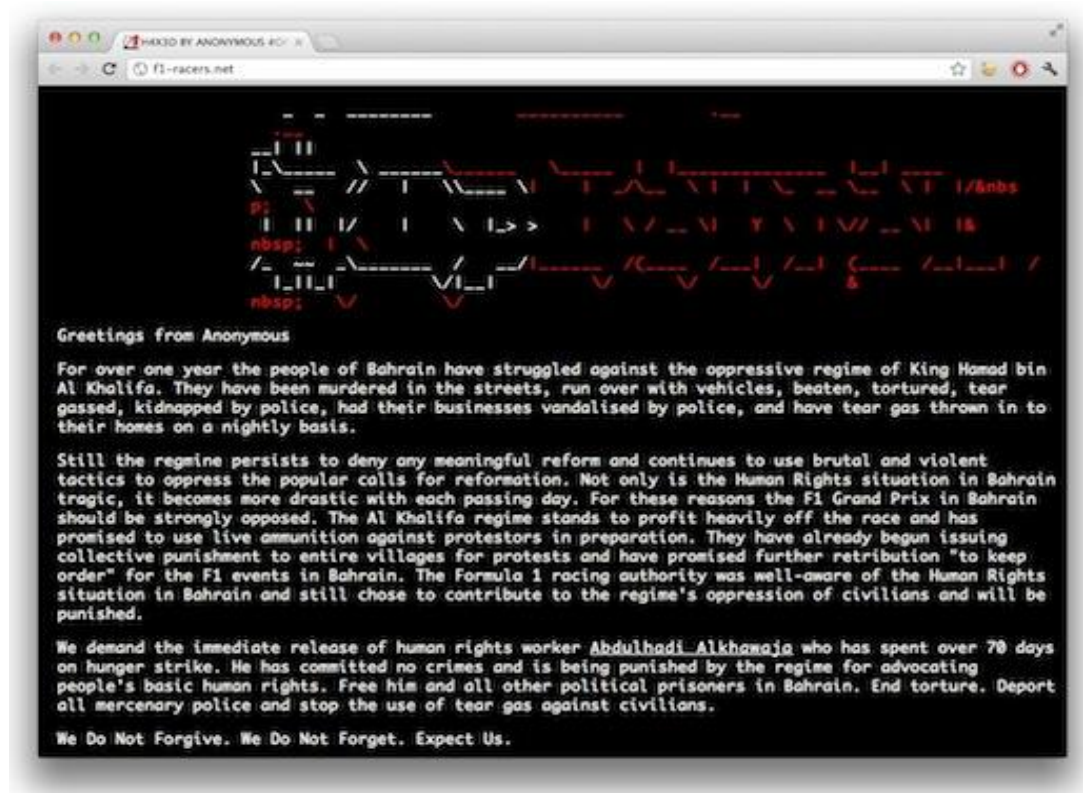 H4X3D BY ANONYMOUS #O
f1-racers.net
&nbs
p;
&
nbsp;
&
nbsp;
Greetings from Anonymous
For over one year the people of Bahrain have struggled against the oppressive regime of King Hamad bin
Al Khalifa. They have been murdered in the streets, run over with vehicles, beaten, tortured, tear
gassed, kidnapped by police, had their businesses vandalised by police, and have tear gas thrown in to
their homes on a nightly basis.
Still the regmine persists to deny any meaningful reform and continues to use brutal and violent
tactics to oppress the popular calls for reformation. Not only is the Human Rights situation in Bahrain
tragic, it becomes more drastic with each passing day. For these reasons the F1 Grand Prix in Bahrain
should be strongly opposed. The Al Khalifa regime stands to profit heavily off the race and has
promised to use live ammunition against protestors in preparation. They have already begun issuing
collective punishment to entire villages for protests and have promised further retribution "to keep
order" for the F1 events in Bahrain. The Formula 1 racing authority was well-aware of the Human Rights
situation in Bahrain and still chose to contribute to the regime's oppression of civilians and will be
punished.
We demand the immediate release of human rights worker Abdulhadi Alkhawaja who has spent over 70 days
on hunger strike. He has committed no crimes and is being punished by the regime for advocating
people's basic human rights. Free him and all other political prisoners in Bahrain. End torture. Deport
all mercenary police and stop the use of tear gas against civilians.
We Do Not Forgive. We Do Not Forget. Expect Us.